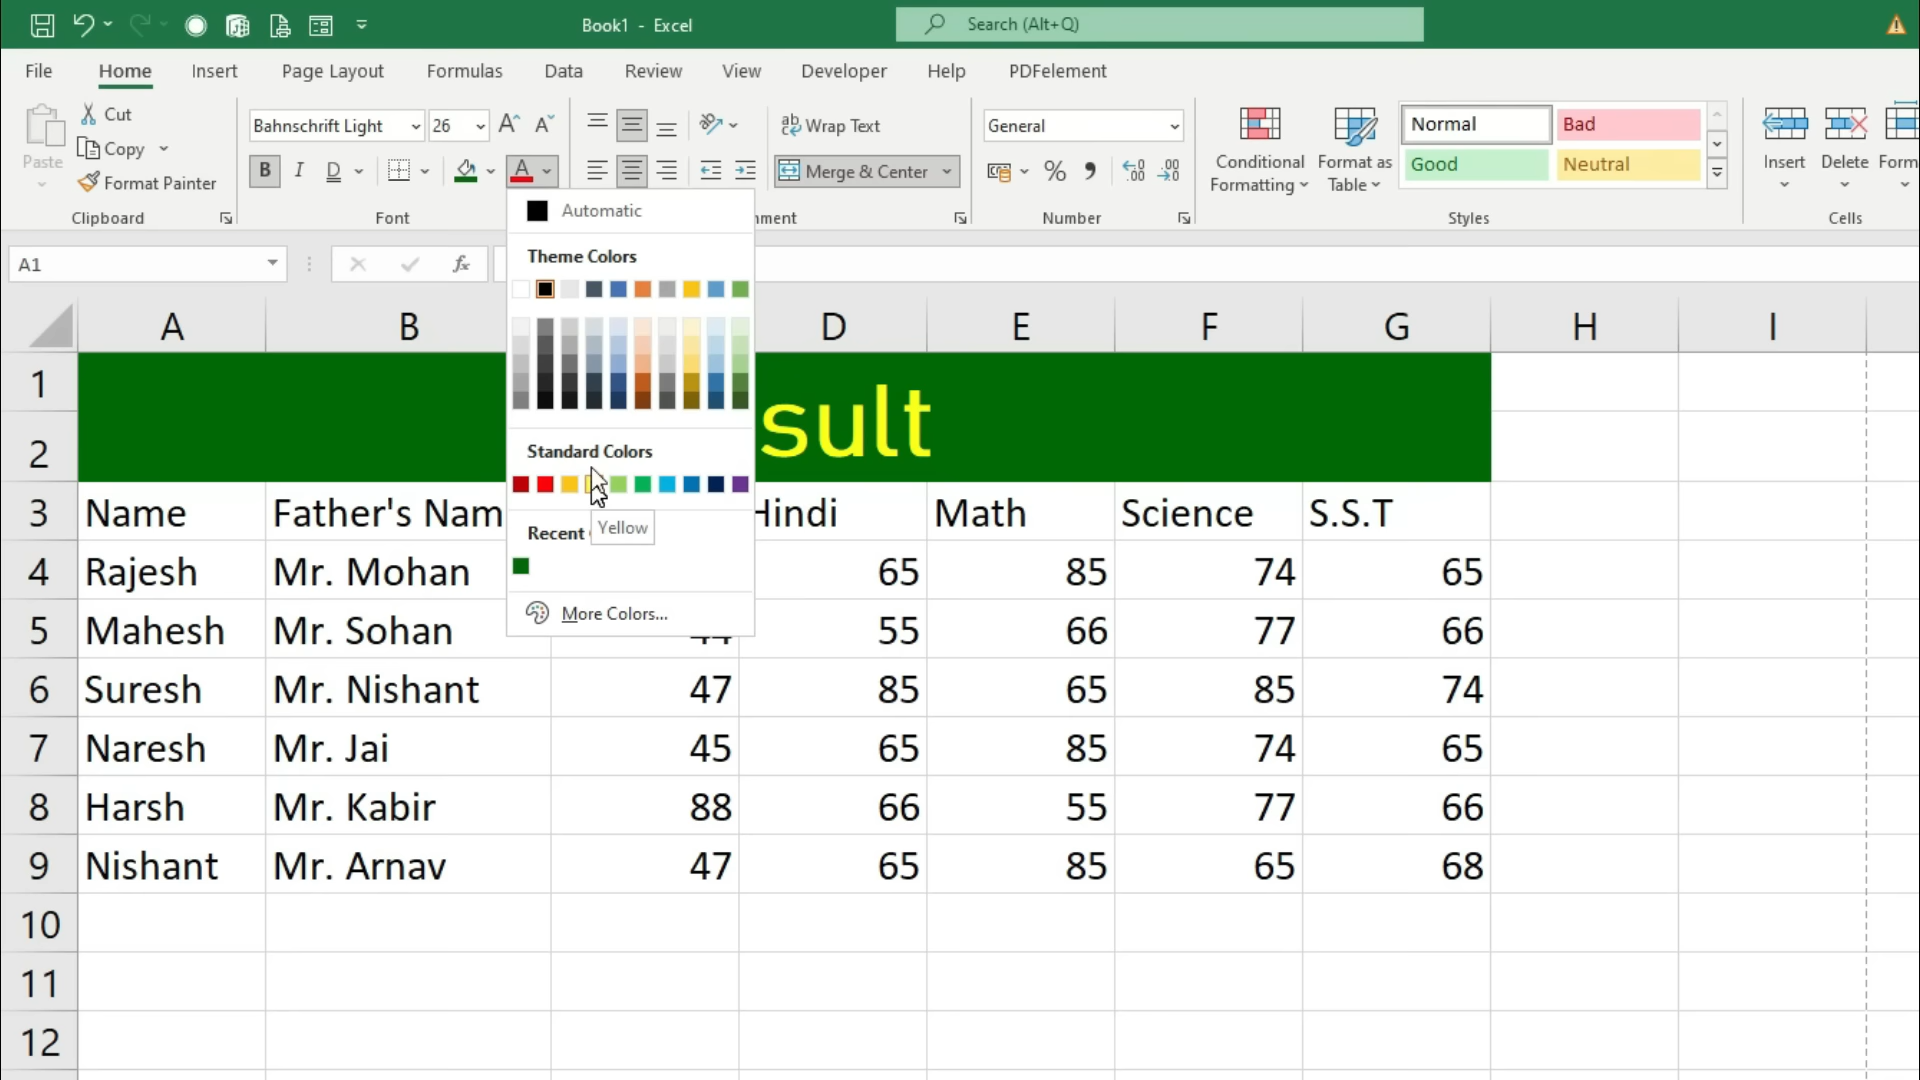 Book1 - Excel
Search (Alt+Q)
File Home Insert Page Layout Formulas Data Review View Developer Help PDFelement
Paste
Cut
Copy
Format Painter
Clipboard
Bahnschrift Light 26
B I D
Font
Wrap Text
Merge & Center
nment
General
Number
Conditional Formatting
Format as Table
Normal Bad
Good Neutral
Styles
Insert Delete Form
Cells
A1
fx
Automatic
Theme Colors
Standard Colors
Yellow
Recent
More Colors...
A B D E F G H I
1
2 sult
3 Name Father's Nam Hindi Math Science S.S.T
4 Rajesh Mr. Mohan 65 85 74 65
5 Mahesh Mr. Sohan 55 66 77 66
6 Suresh Mr. Nishant 47 85 65 85 74
7 Naresh Mr. Jai 45 65 85 74 65
8 Harsh Mr. Kabir 88 66 55 77 66
9 Nishant Mr. Arnav 47 65 85 65 68
10
11
12